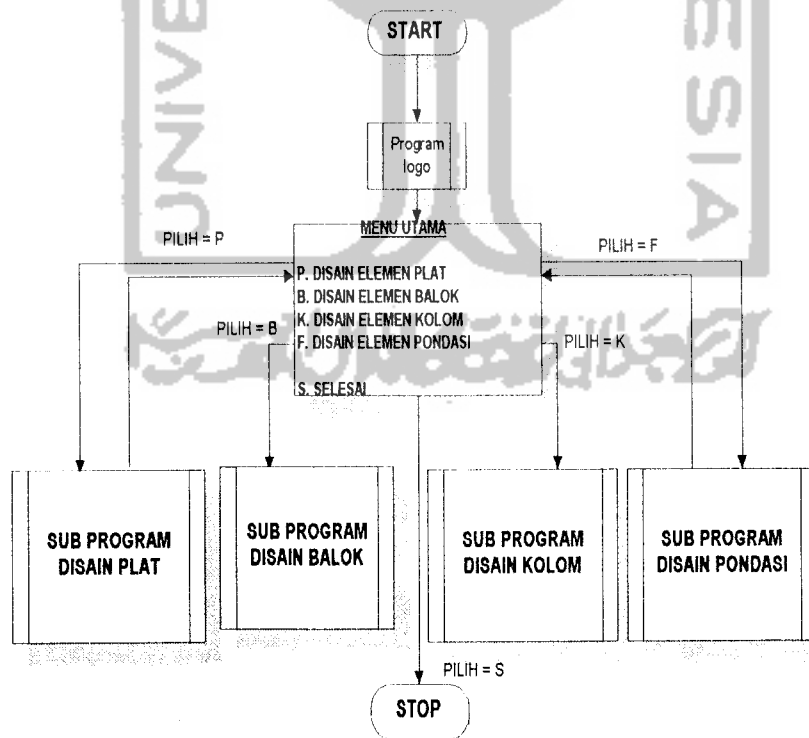 START
Program
logo
MENU UTAMA
PILIH = P
PILIH = F
P. DISAIN ELEMEN PLAT
B. DISAIN ELEMEN BALOK
K. DISAIN ELEMEN KOLOM
F. DISAIN ELEMEN PONDASI
PILIH = B
PILIH = K
S. SELESAI
SUB PROGRAM
DISAIN PLAT
SUB PROGRAM
DISAIN BALOK
SUB PROGRAM
DISAIN KOLOM
SUB PROGRAM
DISAIN PONDASI
PILIH = S
STOP